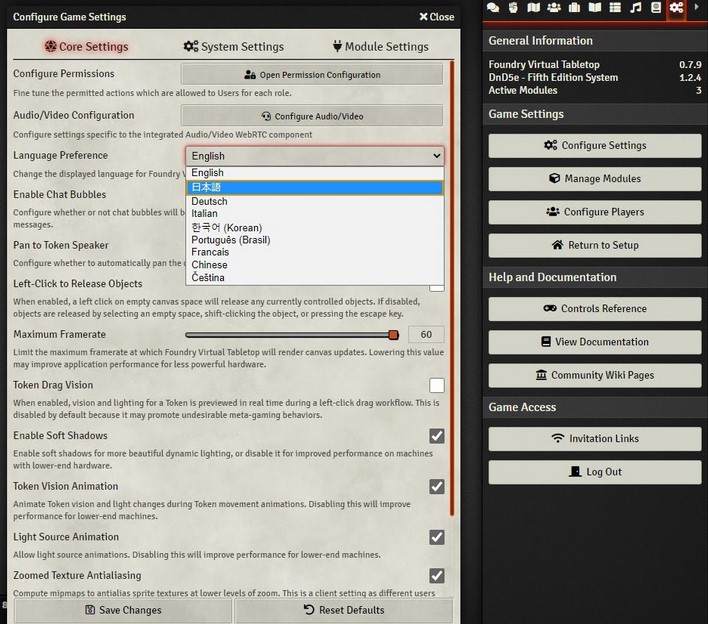 Configure Game Settings
Close
Core Settings
System Settings
Module Settings
Configure Permissions
Open Permission Configuration
Fine tune the permitted actions which are allowed to Users for each role.
Audio/Video Configuration
Configure Audio/Video
Configure settings specific to the integrated Audio/Video WebRTC component
Language Preference
English
Change the displayed language for Foundry
English
日本語
Deutsch
Italian
한국어 (Korean)
Português (Brasil)
Francais
Chinese
Čeština
Enable Chat Bubbles
Configure whether or not chat bubbles will
messages.
Pan to Token Speaker
Configure whether to automatically pan the
Left-Click to Release Objects
When enabled, a left click on empty canvas space will release any currently controlled objects. If disabled,
objects are released by selecting an empty space, shift-clicking the object, or pressing the escape key.
Maximum Framerate
60
Limit the maximum framerate at which Foundry Virtual Tabletop will render canvas updates. Lowering this value
may improve application performance for less powerful hardware.
Token Drag Vision
When enabled, vision and lighting for a Token is previewed in real time during a left-click drag workflow. This is
disabled by default because it may promote undesirable meta-gaming behaviors.
Enable Soft Shadows
Enable soft shadows for more beautiful dynamic lighting, or disable it for improved performance on machines
with lower-end hardware.
Token Vision Animation
Animate Token vision and light changes during Token movement animations. Disabling this will improve
performance for lower-end machines.
Light Source Animation
Allow light source animations. Disabling this will improve performance for lower-end machines.
Zoomed Texture Antialiasing
Compute mipmaps to antialias sprite textures at lower levels of zoom. This is a client setting as different users
Save Changes
Reset Defaults
General Information
Foundry Virtual Tabletop 0.7.9
DnD5e - Fifth Edition System 1.2.4
Active Modules 3
Game Settings
Configure Settings
Manage Modules
Configure Players
Return to Setup
Help and Documentation
Controls Reference
View Documentation
Community Wiki Pages
Game Access
Invitation Links
Log Out